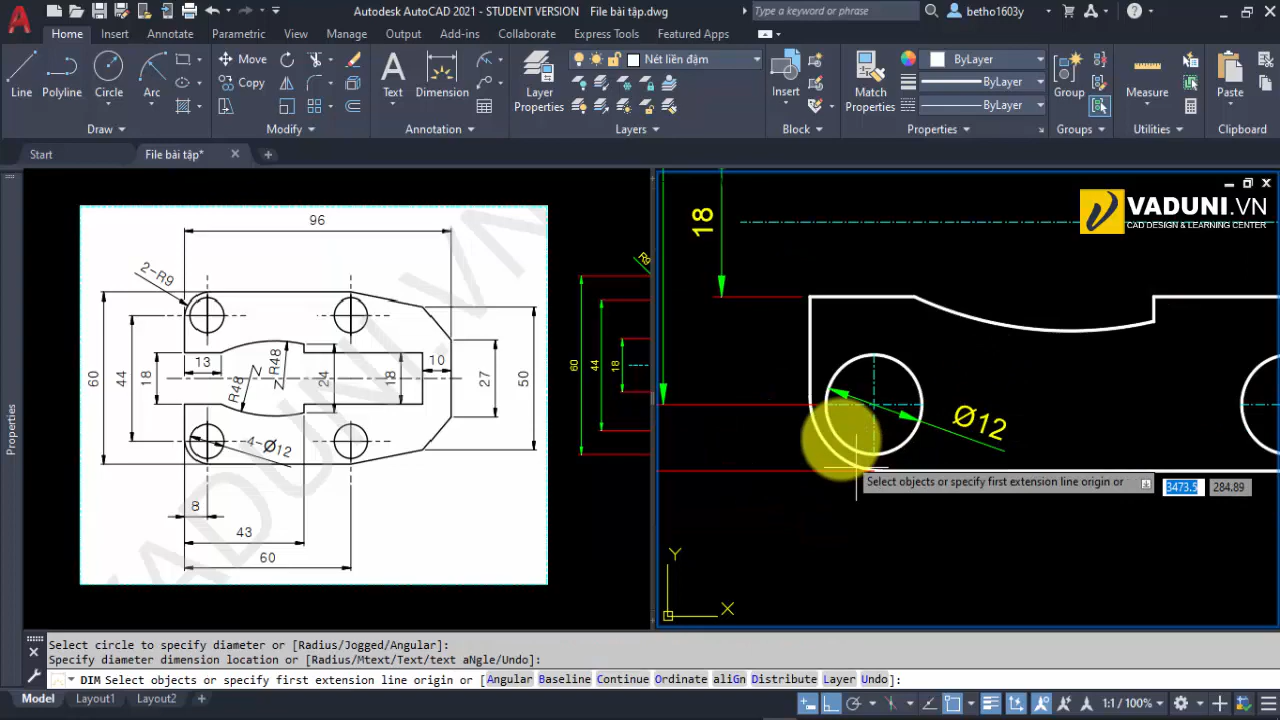 Autodesk AutoCAD 2021 - STUDENT VERSION File bài tập.dwg
Type a keyword or phrase
betho1603y
Home Insert Annotate Parametric View Manage Output Add-ins Collaborate Express Tools Featured Apps
Line Polyline Circle Arc
Move
Copy
Text Dimension
Layer
Properties
Nét liền đậm
Insert
Match
Properties
ByLayer
ByLayer
ByLayer
Group
Measure
Paste
Draw Modify Annotation Layers Block Properties Groups Utilities Clipboard
Start File bài tập*
VADUNI.VN
CAD DESIGN & LEARNING CENTER
Properties
96
2-R9
13
10
60
44
18
R48
R48
24
18
27
50
4-Ø12
8
43
60
VADUNI.VN
60
44
18
R9
18
Ø12
Select objects or specify first extension line origin or
3473.5
284.89
Y
X
Select circle to specify diameter or [Radius/Jogged/Angular]:
Specify diameter dimension location or [Radius/Mtext/Text/text aNgle/Undo]:
DIM Select objects or specify first extension line origin or [Angular Baseline Continue Ordinate aliGn Distribute Layer Undo]:
Model Layout1 Layout2
1:1 / 100%